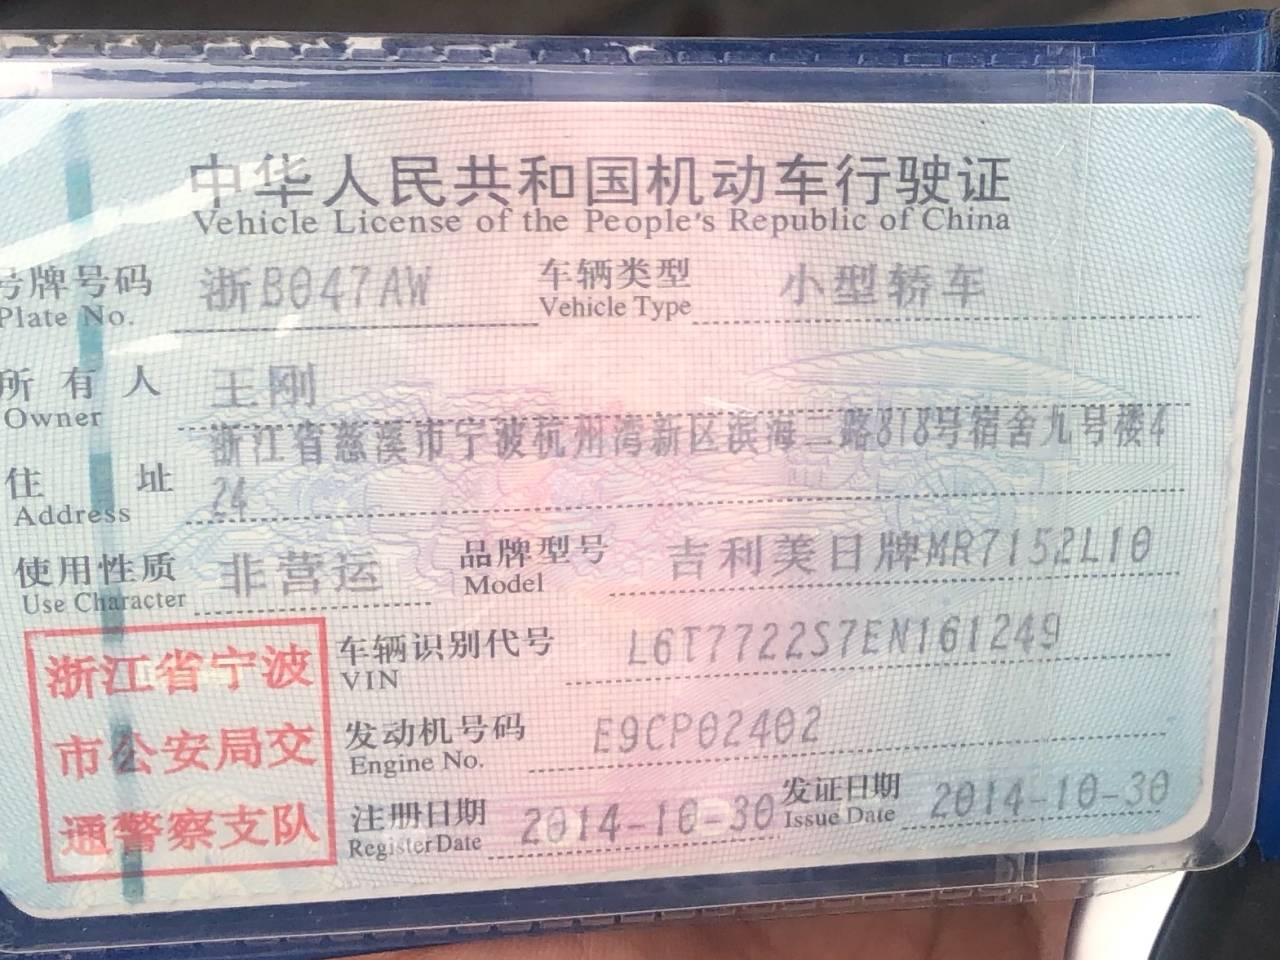 中华人民共和国机动车行驶证
Vehicle License of the People's Republic of China
号牌号码 浙B047AW 车辆类型 小型轿车
Plate No. Vehicle Type
所有人 王刚
Owner
浙江省慈溪市宁波杭州湾新区滨海二路818号宿舍九号楼4
住址 24
Address
使用性质 非营运 品牌型号 吉利美日牌MR7152L10
Use Character Model
浙江省宁波 车辆识别代号 L6T7722S7EN161249
VIN
市公安局交 发动机号码 E9CP02402
Engine No.
通警察支队 注册日期 2014-10-30 发证日期 2014-10-30
Register Date Issue Date